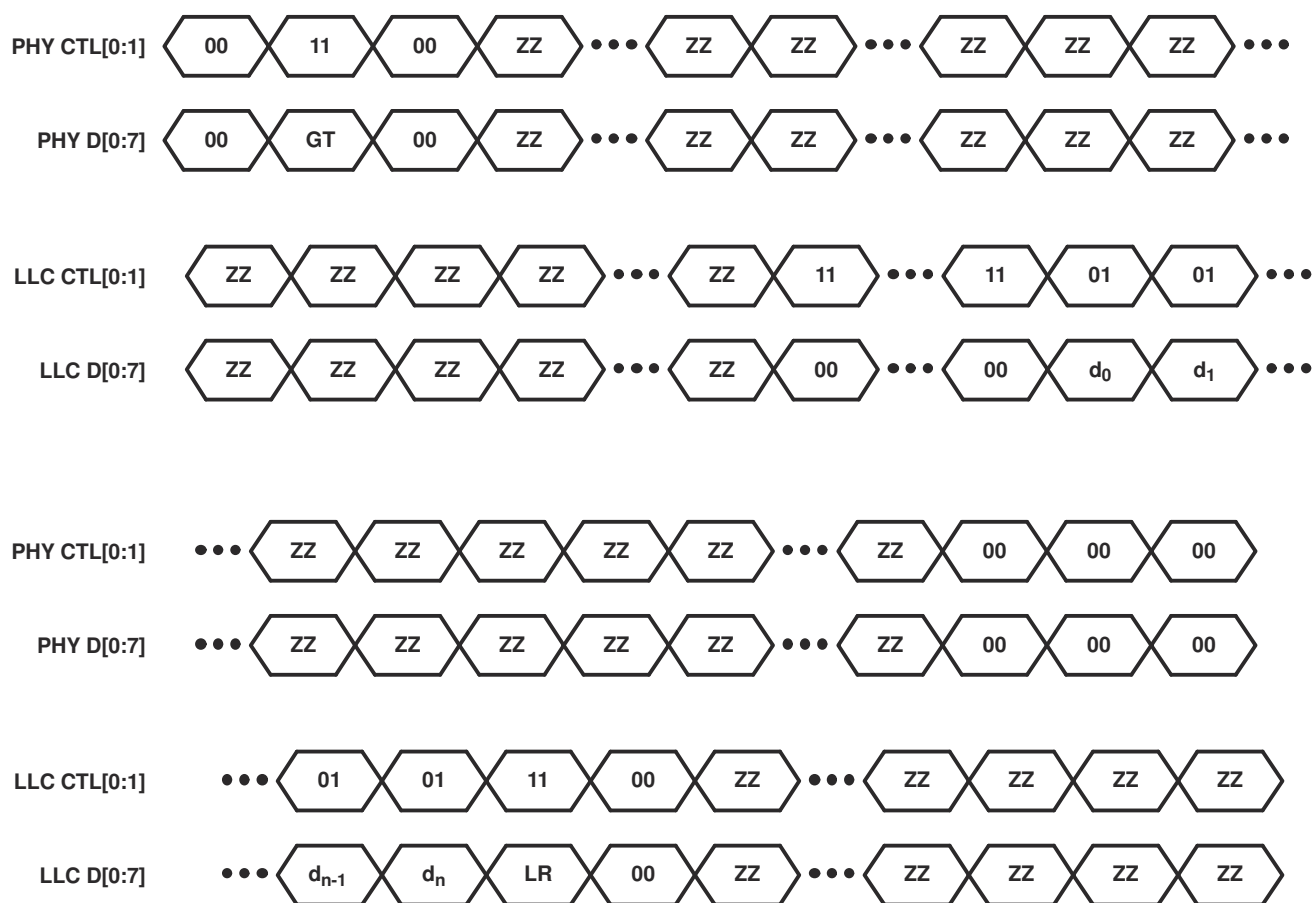 PHY CTL[0:1] 00 11 00 ZZ ••• ZZ ZZ ••• ZZ ZZ ZZ •••
PHY D[0:7] 00 GT 00 ZZ ••• ZZ ZZ ••• ZZ ZZ ZZ •••
LLC CTL[0:1] ZZ ZZ ZZ ZZ ••• ZZ 11 ••• 11 01 01 •••
LLC D[0:7] ZZ ZZ ZZ ZZ ••• ZZ 00 ••• 00 d0 d1 •••
PHY CTL[0:1] ••• ZZ ZZ ZZ ZZ ZZ ••• ZZ 00 00 00
PHY D[0:7] ••• ZZ ZZ ZZ ZZ ZZ ••• ZZ 00 00 00
LLC CTL[0:1] ••• 01 01 11 00 ZZ ••• ZZ ZZ ZZ ZZ
LLC D[0:7] ••• dn-1 dn LR 00 ZZ ••• ZZ ZZ ZZ ZZ